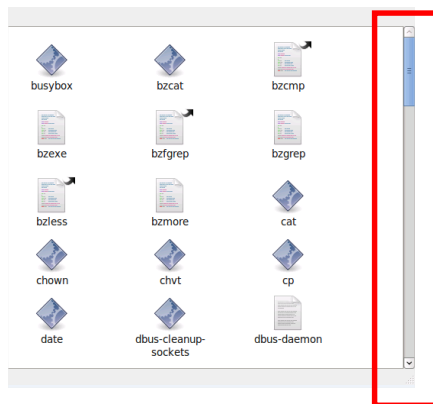 busybox
bzcat
bzcmp
bzexe
bzfgrep
bzgrep
bzless
bzmore
cat
chown
chvt
cp
date
dbus-cleanup-
sockets
dbus-daemon